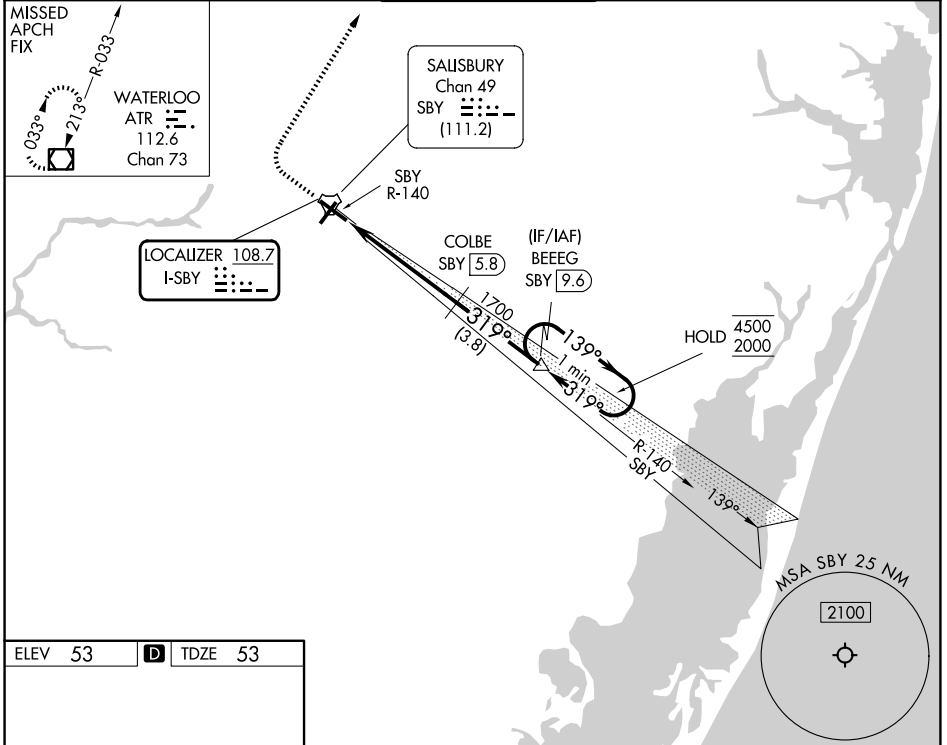 MISSED
APCH
FIX
R-033
033°
213°
WATERLOO
ATR
112.6
Chan 73
SALISBURY
Chan 49
SBY
(111.2)
SBY
R-140
LOCALIZER 108.7
I-SBY
COLBE
SBY 5.8
(IF/IAF)
BEEEG
SBY 9.6
1700
319°
(3.8)
139°
1 min
319°
HOLD 4500
2000
R-140
SBY
139°
MSA SBY 25 NM
2100
ELEV 53 D TDZE 53